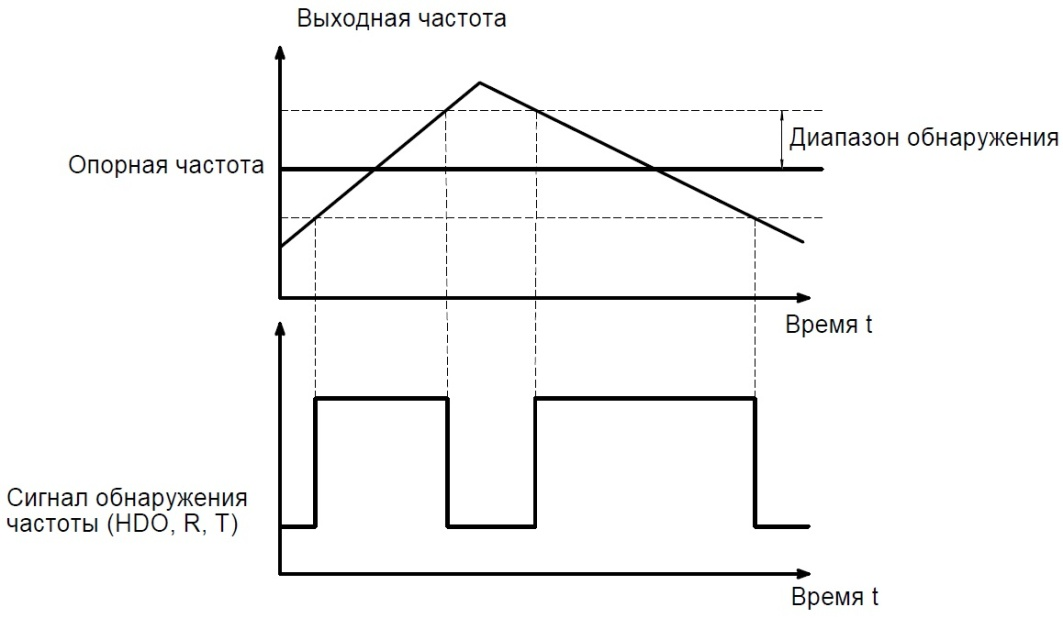 Выходная частота
Диапазон обнаружения
Опорная частота
Время t
Сигнал обнаружения
частоты (HDO, R, T)
Время t